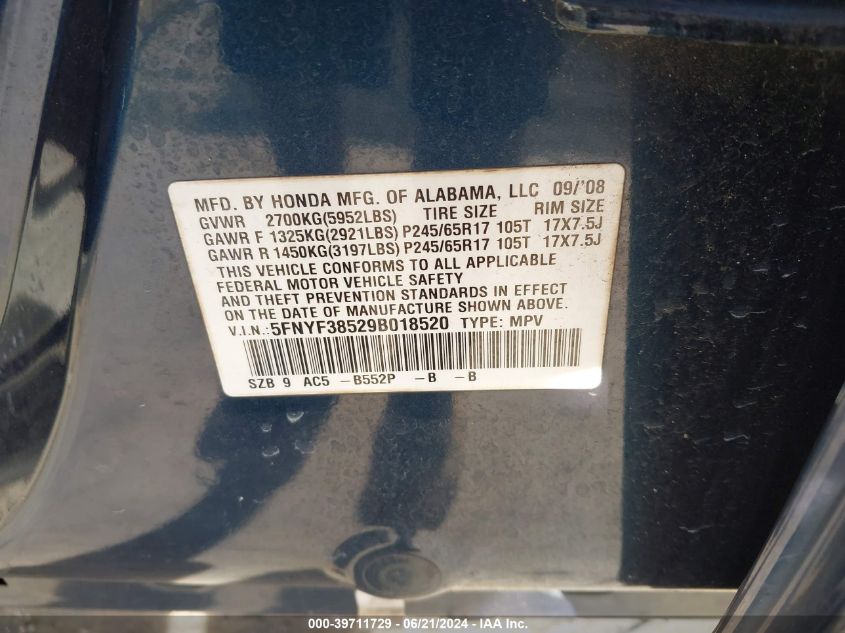 MFD. BY HONDA MFG. OF ALABAMA, LLC 09/'08
GVWR 2700KG(5952LBS) TIRE SIZE RIM SIZE
GAWR F 1325KG(2921LBS) P245/65R17 105T 17X7.5J
GAWR R 1450KG(3197LBS) P245/65R17 105T 17X7.5J
THIS VEHICLE CONFORMS TO ALL APPLICABLE
FEDERAL MOTOR VEHICLE SAFETY
AND THEFT PREVENTION STANDARDS IN EFFECT
ON THE DATE OF MANUFACTURE SHOWN ABOVE.
V.I.N.: 5FNYF38529B018520 TYPE: MPV
SZB 9 AC5 -B552P -B -B
000-39711729 - 06/21/2024 - IAA Inc.